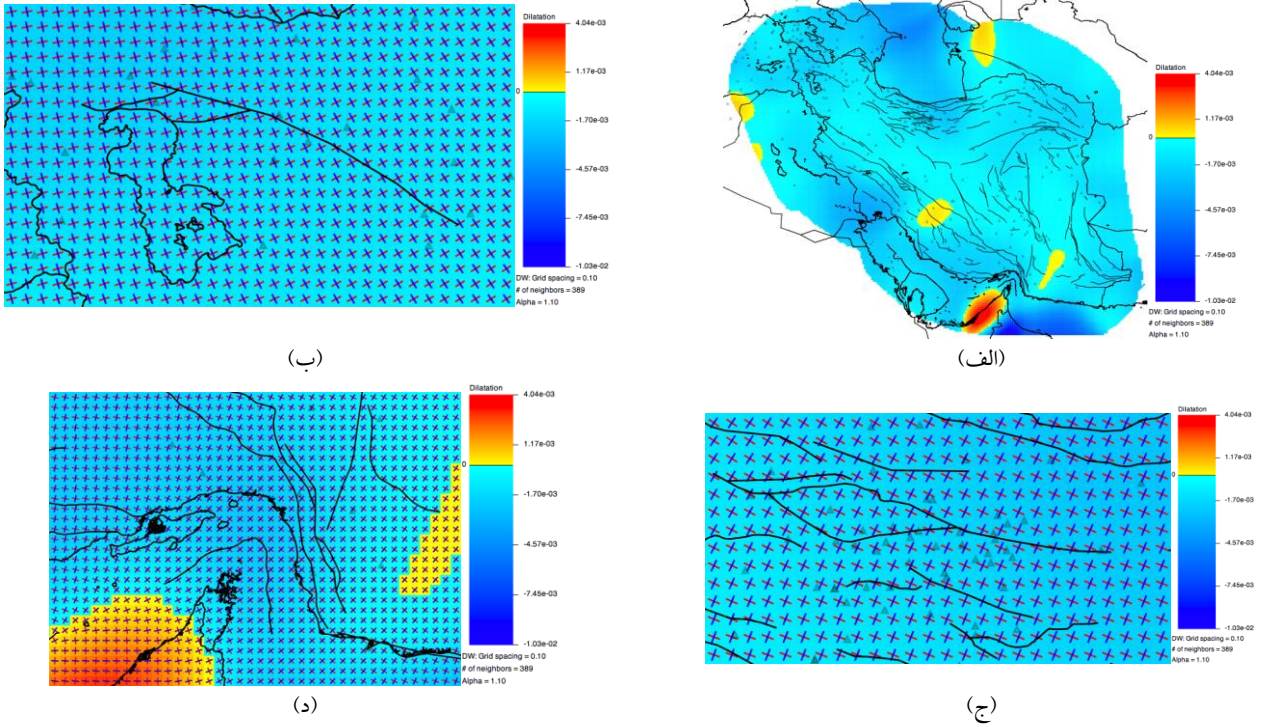 Dilatation
4.04e-03
1.17e-03
0
-1.70e-03
-4.57e-03
-7.45e-03
-1.03e-02
DW: Grid spacing = 0.10
# of neighbors = 389
Alpha = 1.10
(الف)
Dilatation
4.04e-03
1.17e-03
0
-1.70e-03
-4.57e-03
-7.45e-03
-1.03e-02
DW: Grid spacing = 0.10
# of neighbors = 389
Alpha = 1.10
(ب)
Dilatation
4.04e-03
1.17e-03
0
-1.70e-03
-4.57e-03
-7.45e-03
-1.03e-02
DW: Grid spacing = 0.10
# of neighbors = 389
Alpha = 1.10
(ج)
Dilatation
4.04e-03
1.17e-03
0
-1.70e-03
-4.57e-03
-7.45e-03
-1.03e-02
DW: Grid spacing = 0.10
# of neighbors = 389
Alpha = 1.10
(د)